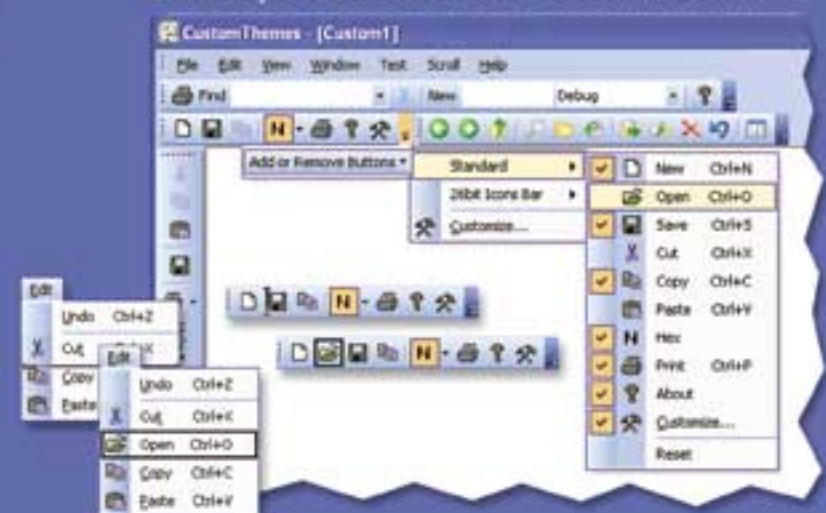 CustomThemes - [Custom1]
File Edit View Window Test Scroll Help
Find New Debug
N
Add or Remove Buttons
Standard
26bit Icons Bar
Customize...
New Ctrl+N
Open Ctrl+O
Save Ctrl+S
Cut Ctrl+X
Copy Ctrl+C
Paste Ctrl+V
N Hex
Print Ctrl+P
About
Customize...
Reset
N
N
Edit
Undo Ctrl+Z
Cut
Copy
Paste
Edit
Undo Ctrl+Z
Cut Ctrl+X
Open Ctrl+O
Copy Ctrl+C
Paste Ctrl+V